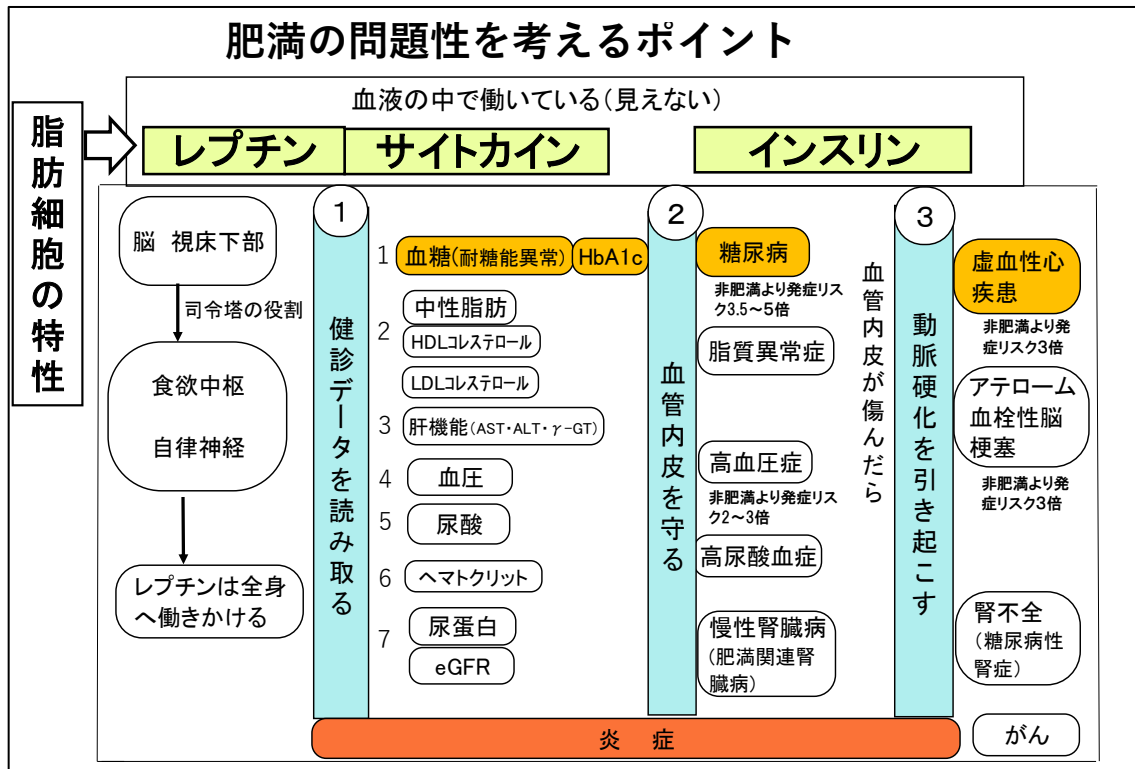 肥満の問題性を考えるポイント
血液の中で働いている(見えない)
脂肪細胞の特性
レプチン
サイトカイン
インスリン
脳 視床下部
司令塔の役割
食欲中枢
自律神経
レプチンは全身
へ働きかける
1
健診データを読み取る
1
血糖(耐糖能異常)
HbA1c
2
中性脂肪
HDLコレステロール
LDLコレステロール
3
肝機能(AST・ALT・γ-GT)
4
血圧
5
尿酸
6
ヘマトクリット
7
尿蛋白
eGFR
2
血管内皮を守る
糖尿病
非肥満より発症リス
ク3.5~5倍
脂質異常症
高血圧症
非肥満より発症リス
ク2~3倍
高尿酸血症
慢性腎臓病
(肥満関連腎
臓病)
血管内皮が傷んだら
3
動脈硬化を引き起こす
虚血性心
疾患
非肥満より発
症リスク3倍
アテローム
血栓性脳
梗塞
非肥満より発
症リスク3倍
腎不全
(糖尿病性
腎症)
がん
炎 症